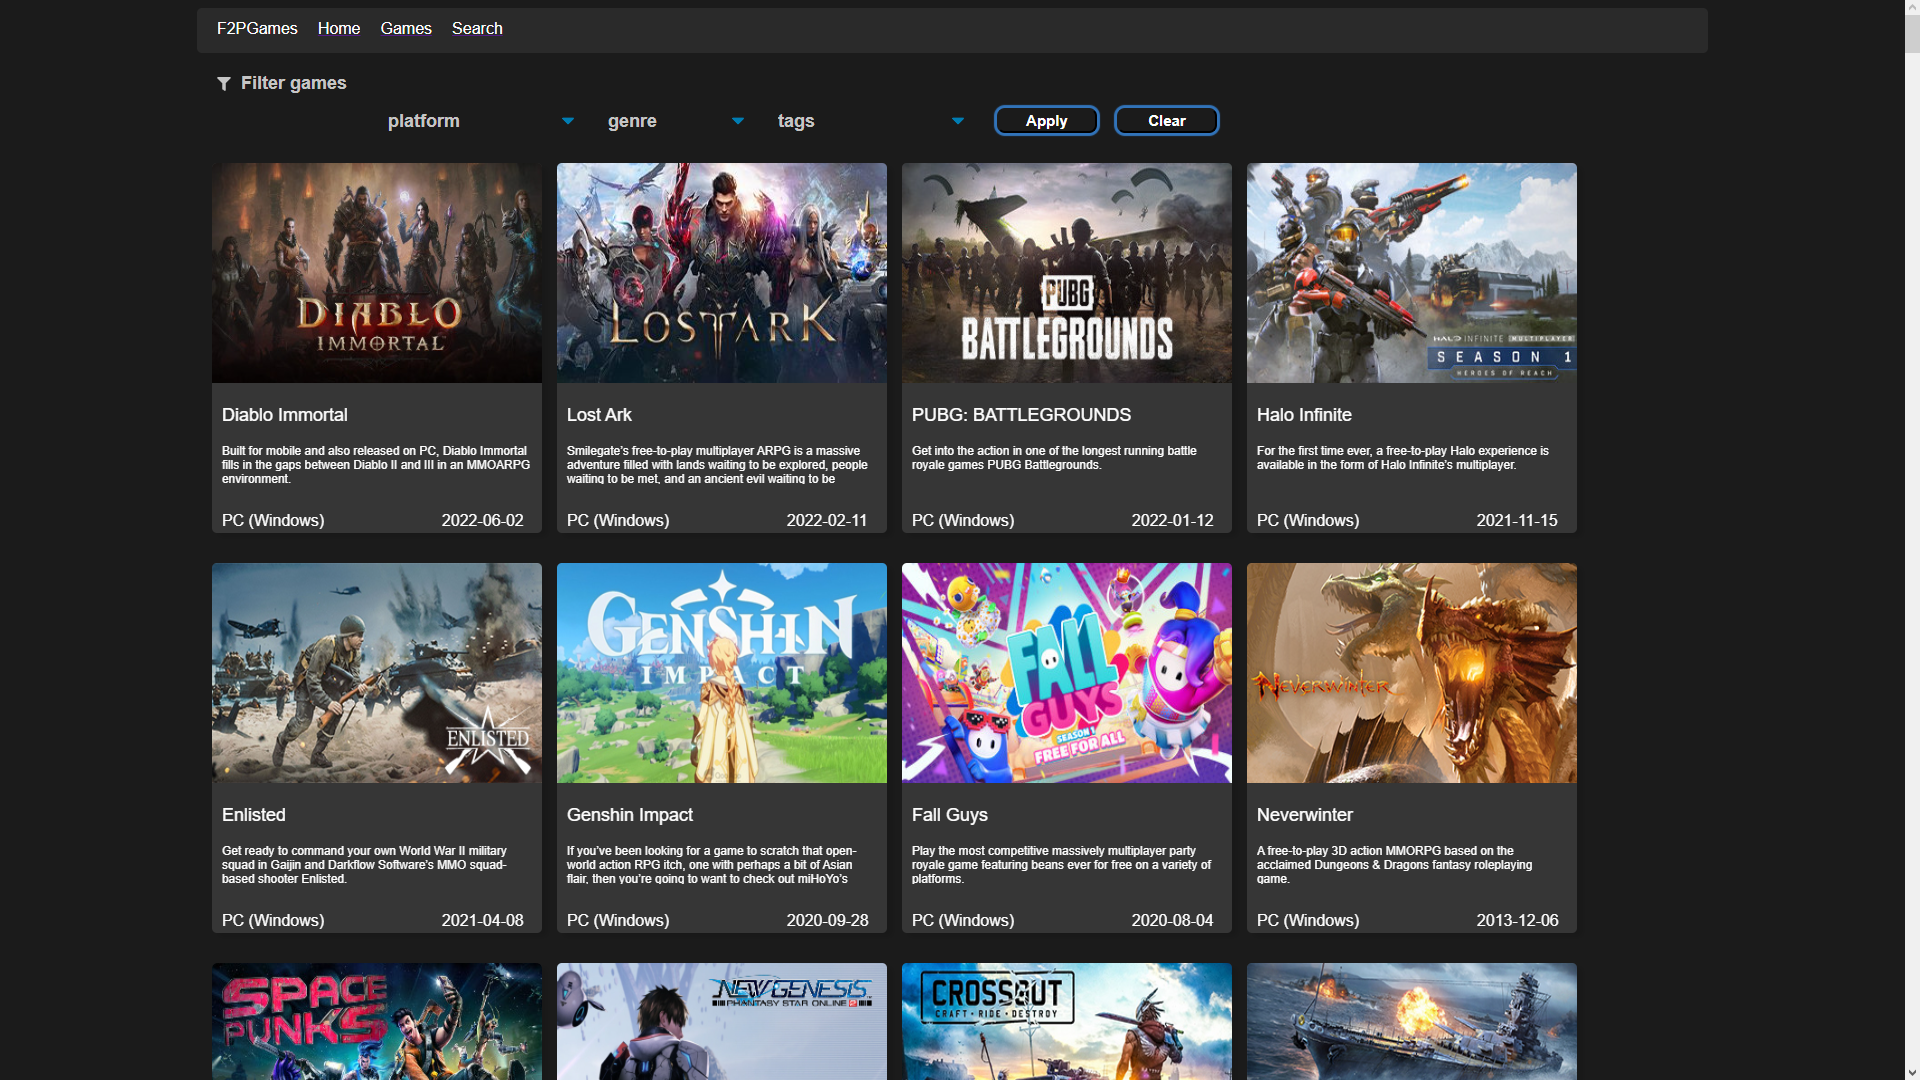 F2PGames Home Games Search
Filter games
platform genre tags Apply Clear
DIABLO
IMMORTAL
Diablo Immortal
Built for mobile and also released on PC, Diablo Immortal
fills in the gaps between Diablo II and III in an MMOARPG
environment.
PC (Windows) 2022-06-02
LOST ARK
Lost Ark
Smilegate's free-to-play multiplayer ARPG is a massive
adventure filled with lands waiting to be explored, people
waiting to be met, and an ancient evil waiting to be
PC (Windows) 2022-02-11
PUBG
BATTLEGROUNDS
PUBG: BATTLEGROUNDS
Get into the action in one of the longest running battle
royale games PUBG Battlegrounds.
PC (Windows) 2022-01-12
HALO INFINITE MULTIPLAYER
SEASON 1
HEROES OF REACH
Halo Infinite
For the first time ever, a free-to-play Halo experience is
available in the form of Halo Infinite's multiplayer.
PC (Windows) 2021-11-15
ENLISTED
Enlisted
Get ready to command your own World War II military
squad in Gaijin and Darkflow Software's MMO squad-
based shooter Enlisted.
PC (Windows) 2021-04-08
GENSHIN
IMPACT
Genshin Impact
If you've been looking for a game to scratch that open-
world action RPG itch, one with perhaps a bit of Asian
flair, then you're going to want to check out miHoYo's
PC (Windows) 2020-09-28
FALL
GUYS
SEASON 1
FREE FOR ALL
Fall Guys
Play the most competitive massively multiplayer party
royale game featuring beans ever for free on a variety of
platforms.
PC (Windows) 2020-08-04
NEVERWINTER
Neverwinter
A free-to-play 3D action MMORPG based on the
acclaimed Dungeons & Dragons fantasy roleplaying
game.
PC (Windows) 2013-12-06
SPACE
PUNKS
NEW GENESIS
PHANTASY STAR ONLINE 2
CROSSOUT
CRAFT • RIDE • DESTROY